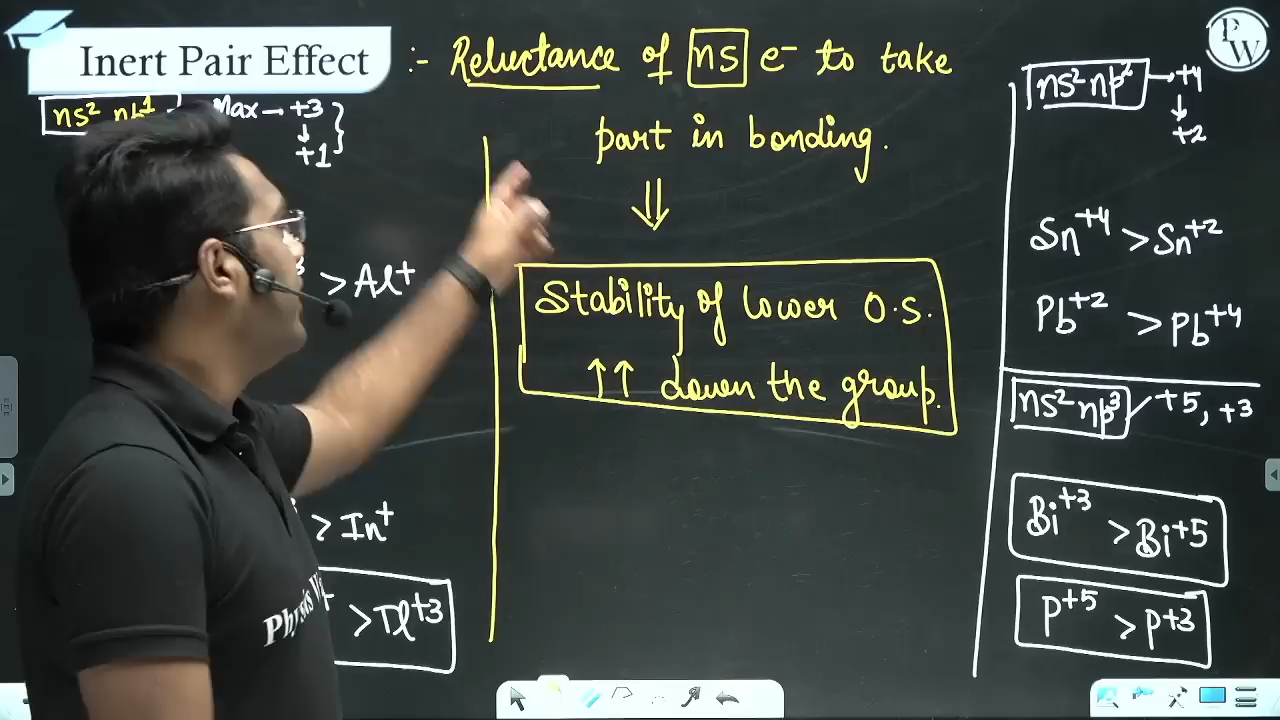 Inert Pair Effect :- Reluctance of ns e⁻ to take
part in bonding.
⇓
Stability of lower O.S.
↑↑ down the group.
ns² np¹ Max → +3
↓
+1
> Al⁺
> In⁺
> Tl⁺³
ns² np² → +4
↓
+2
Sn⁺⁴ > Sn⁺²
Pb⁺² > Pb⁺⁴
ns² np³ +5, +3
Bi⁺³ > Bi⁺⁵
P⁺⁵ > P⁺³
PW